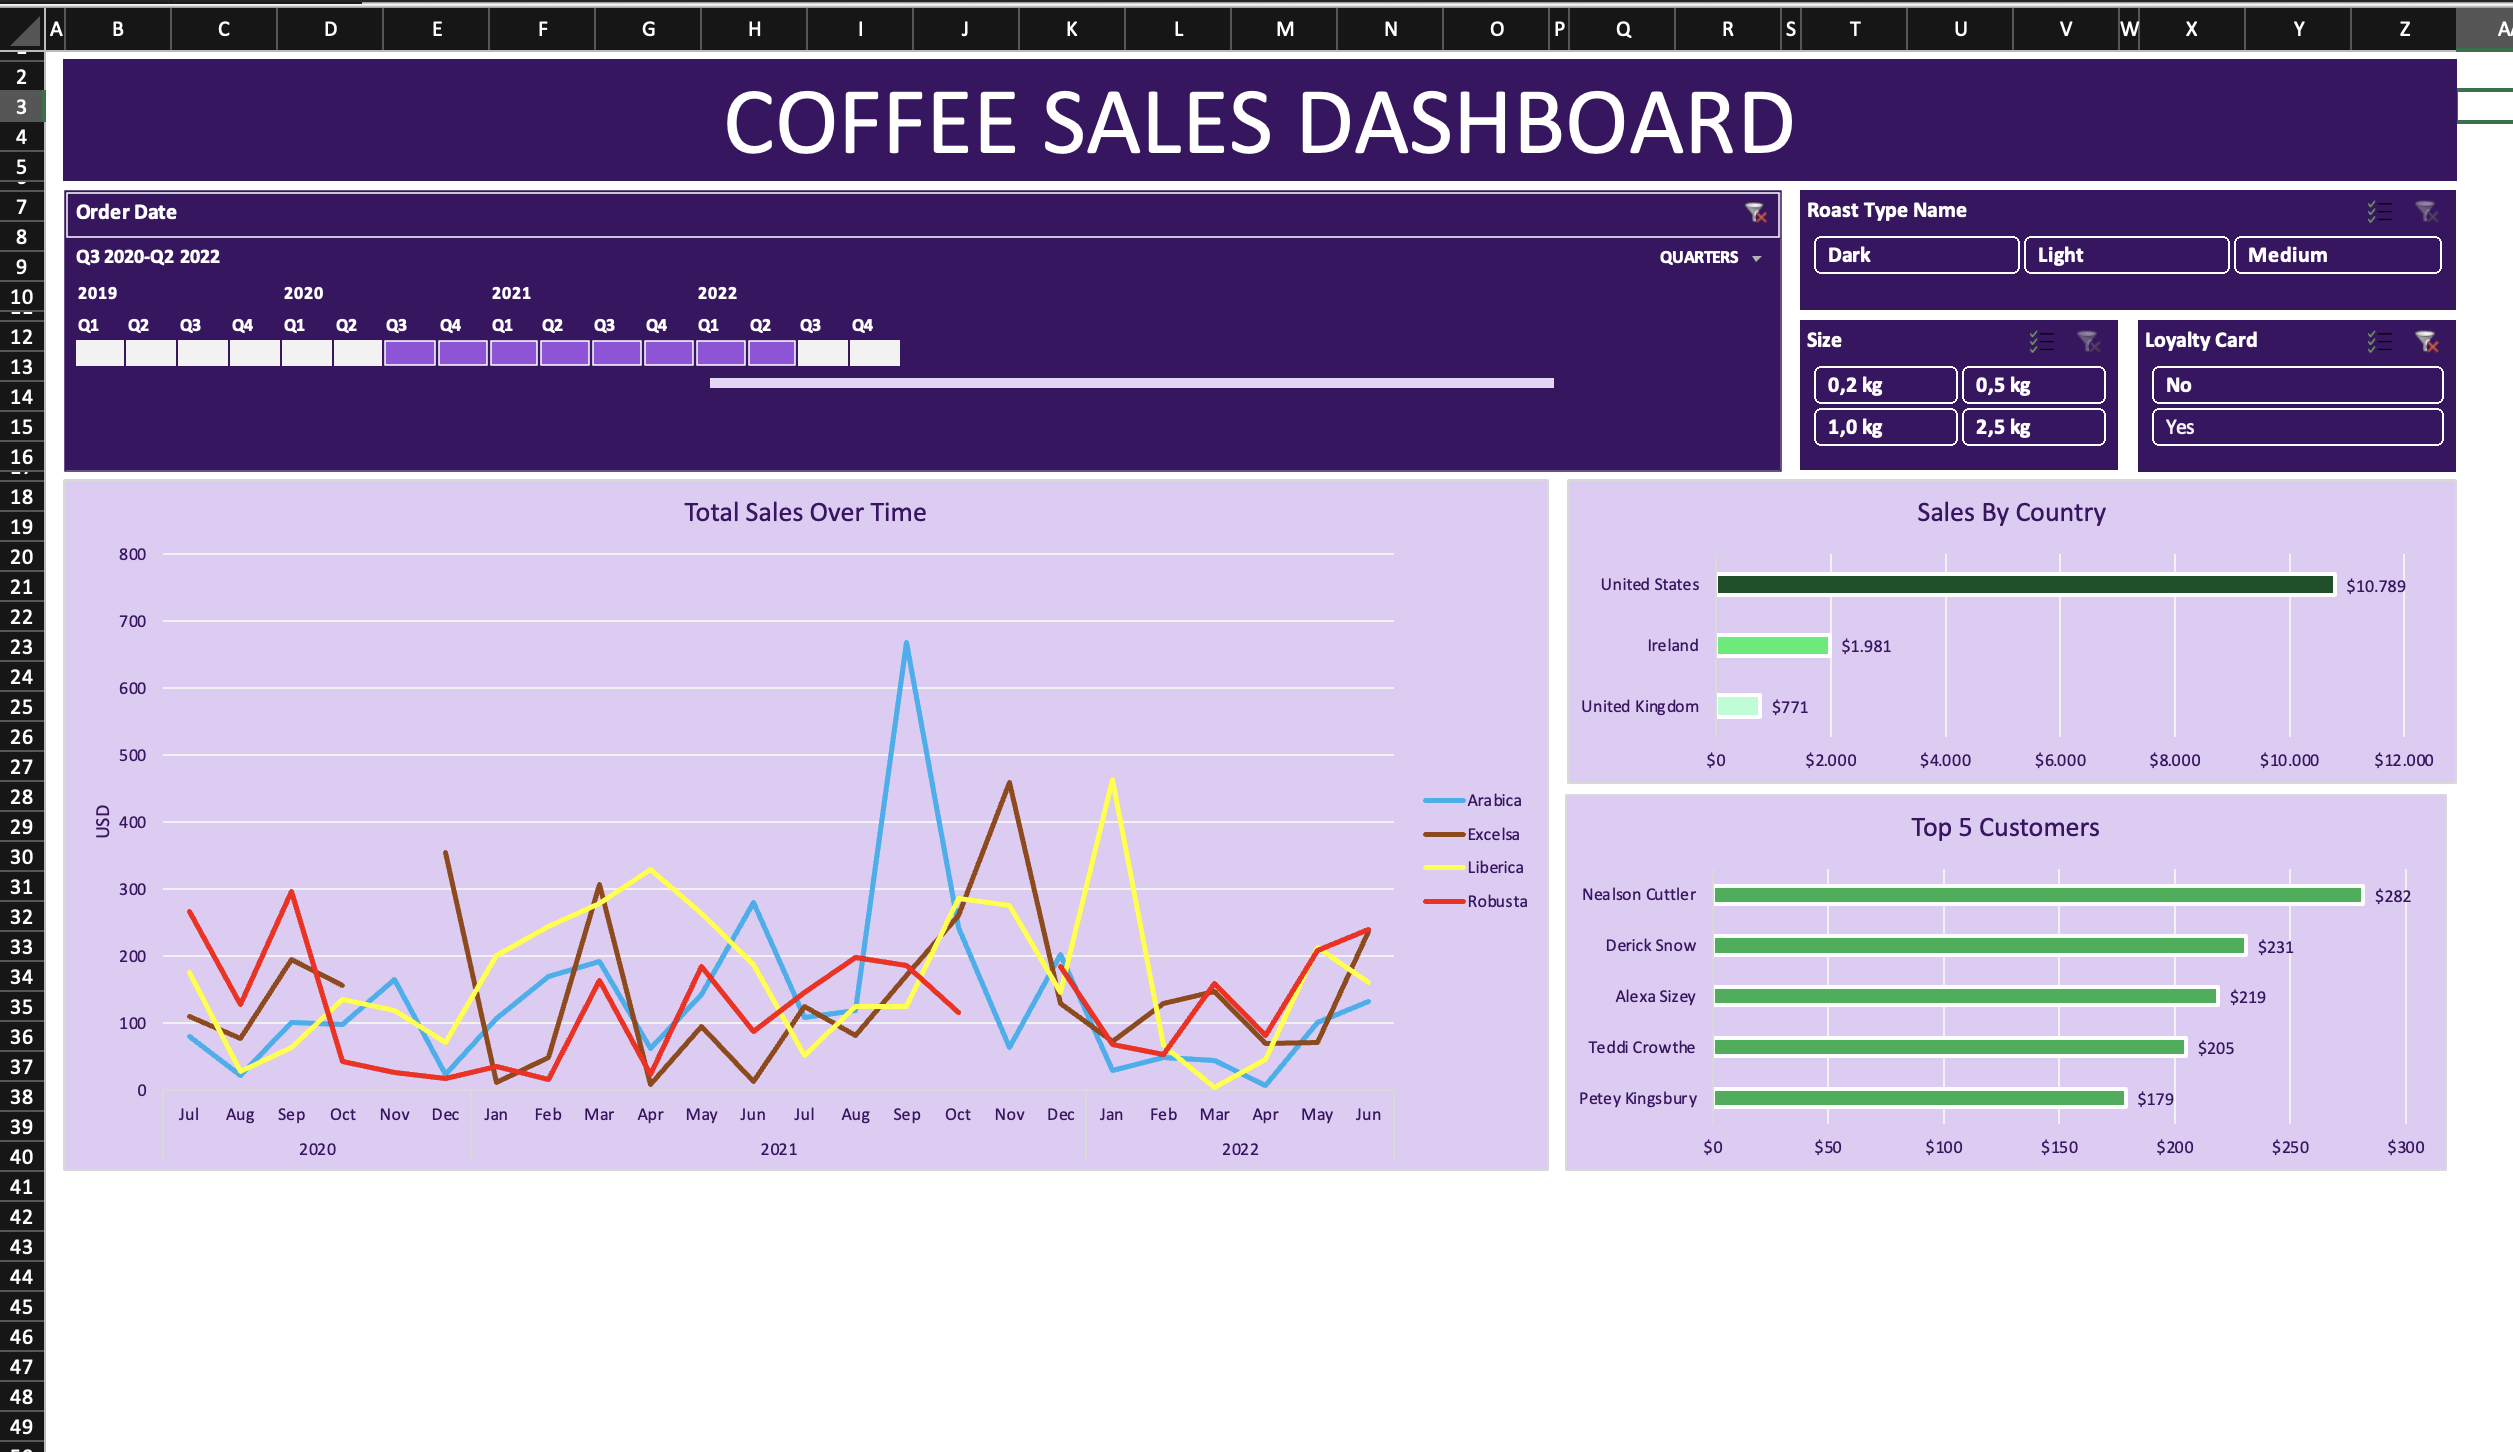 A B C D E F G H I J K L M N O P Q R S T U V W X Y Z
2
3
4
5
7
8
9
10
12
13
14
15
16
18
19
20
21
22
23
24
25
26
27
28
29
30
31
32
33
34
35
36
37
38
39
40
41
42
43
44
45
46
47
48
49
COFFEE SALES DASHBOARD
Order Date
Q3 2020-Q2 2022
QUARTERS
2019 2020 2021 2022
Q1 Q2 Q3 Q4 Q1 Q2 Q3 Q4 Q1 Q2 Q3 Q4 Q1 Q2 Q3 Q4
Roast Type Name
Dark Light Medium
Size
0,2 kg 0,5 kg
1,0 kg 2,5 kg
Loyalty Card
No
Yes
Total Sales Over Time
800
700
600
500
400
300
200
100
0
USD
Jul Aug Sep Oct Nov Dec Jan Feb Mar Apr May Jun Jul Aug Sep Oct Nov Dec Jan Feb Mar Apr May Jun
2020 2021 2022
Arabica
Excelsa
Liberica
Robusta
Sales By Country
United States $10.789
Ireland $1.981
United Kingdom $771
$0 $2.000 $4.000 $6.000 $8.000 $10.000 $12.000
Top 5 Customers
Nealson Cuttler $282
Derick Snow $231
Alexa Sizey $219
Teddi Crowthe $205
Petey Kingsbury $179
$0 $50 $100 $150 $200 $250 $300